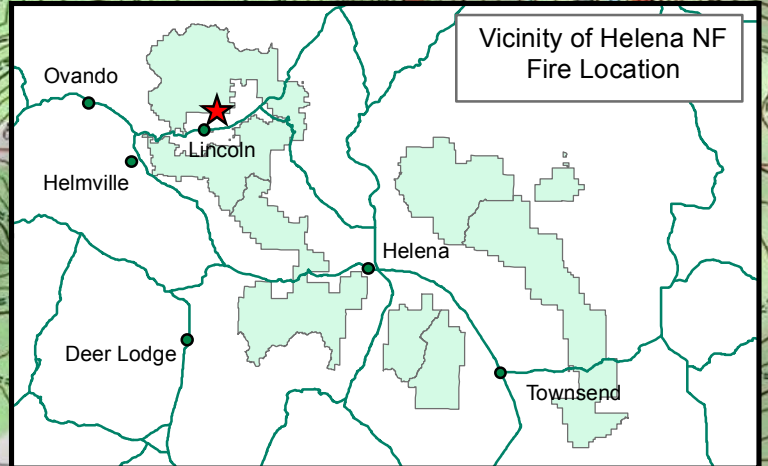 Vicinity of Helena NF
Fire Location
Ovando
Lincoln
Helmville
Helena
Deer Lodge
Townsend